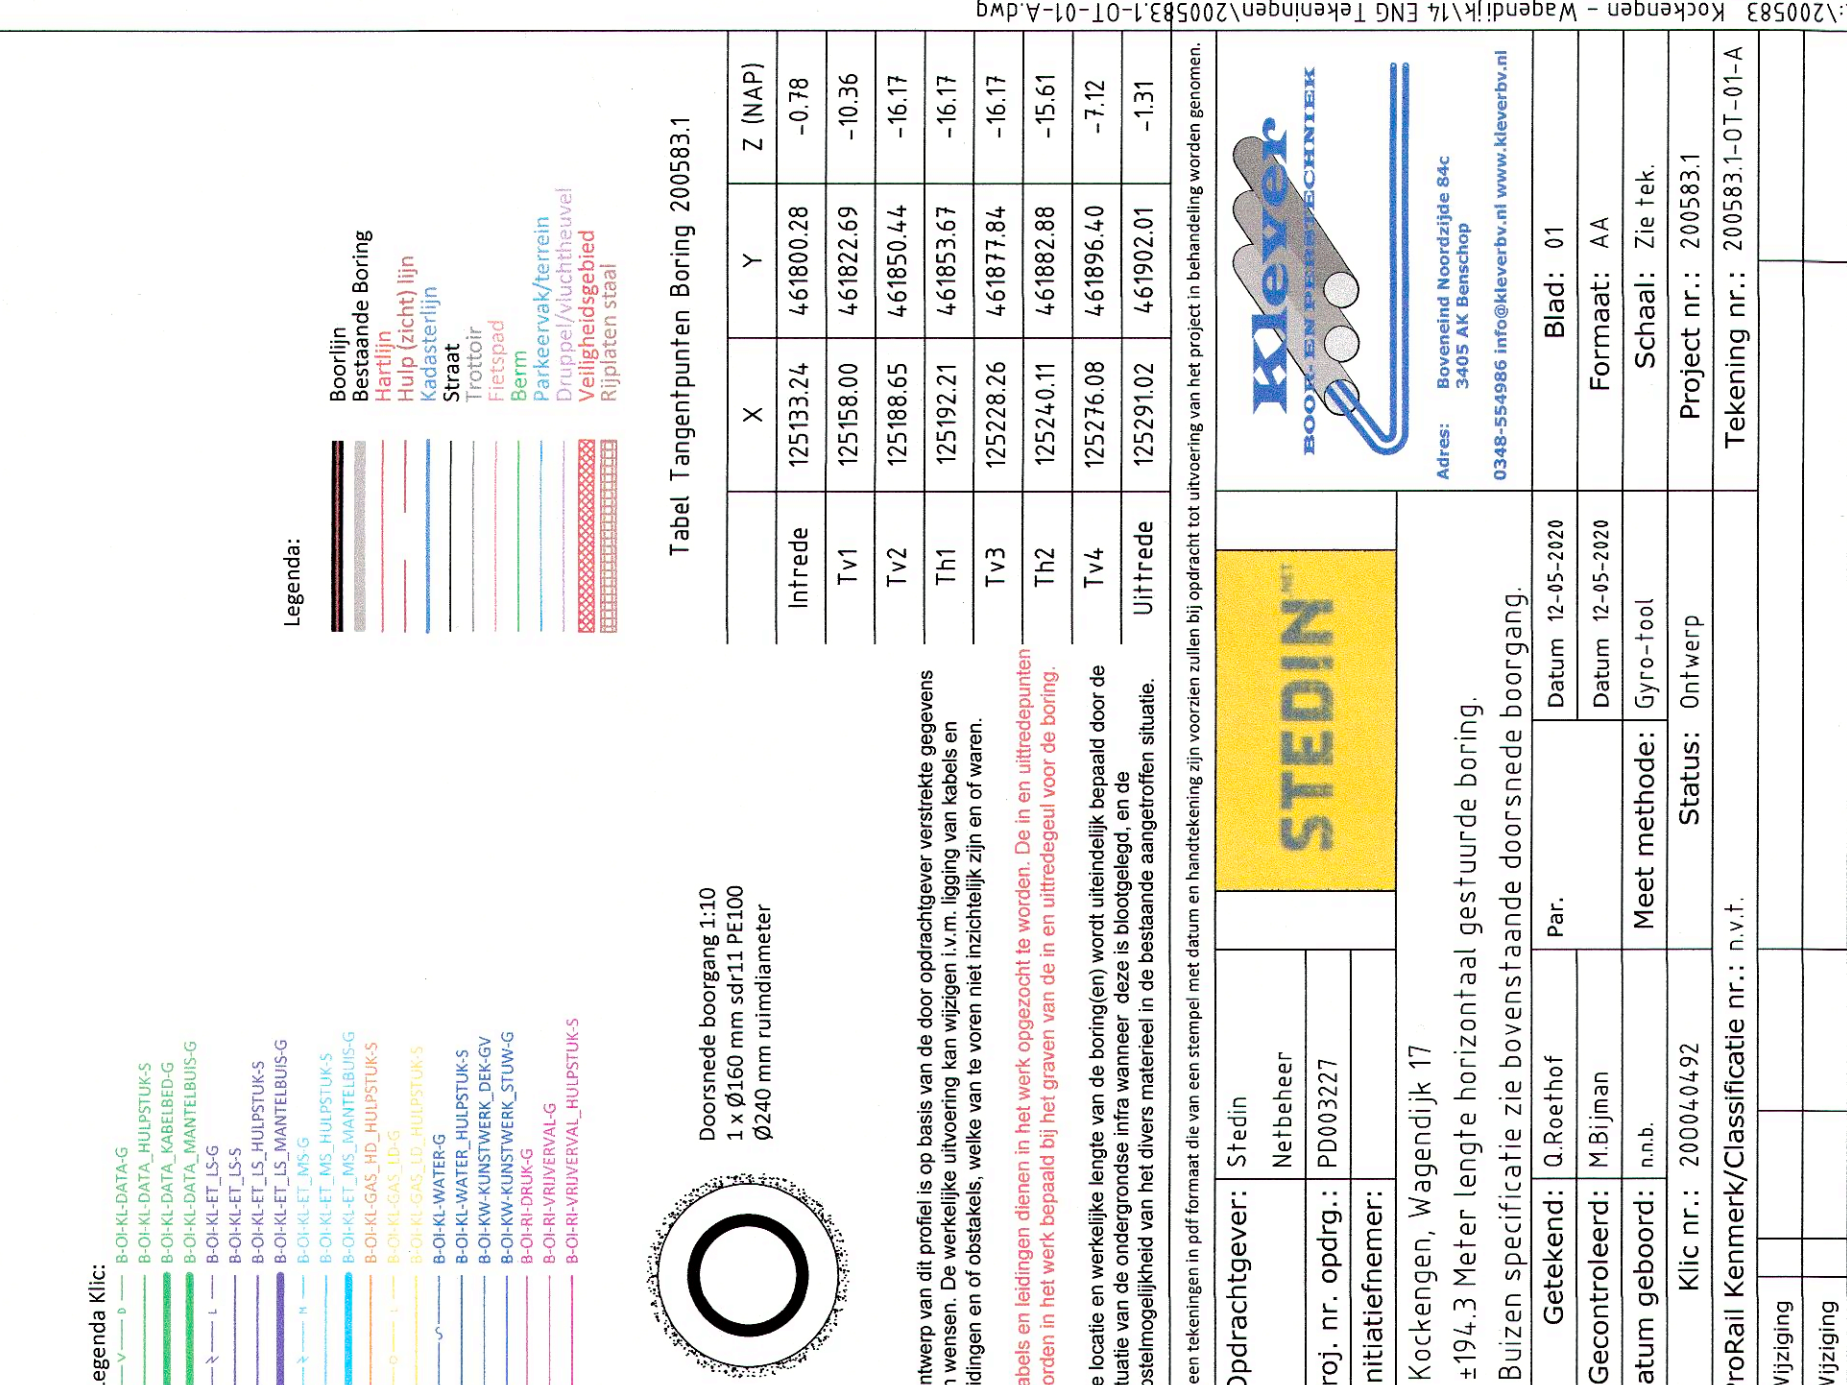 :\200583 Kockengen - Wagendijk\14 ENG Tekeningen\200583.1-OT-01-A.dwg
Legenda Klic:
V D B-OI-KL-DATA-G
B-OI-KL-DATA_HULPSTUK-S
B-OI-KL-DATA_KABELBED-G
B-OI-KL-DATA_MANTELBUIS-G
L B-OI-KL-ET_LS-G
B-OI-KL-ET_LS-S
B-OI-KL-ET_LS_HULPSTUK-S
B-OI-KL-ET_LS_MANTELBUIS-G
M B-OI-KL-ET_MS-G
B-OI-KL-ET_MS_HULPSTUK-S
B-OI-KL-ET_MS_MANTELBUIS-G
B-OI-KL-GAS_HD_HULPSTUK-S
B-OI-KL-GAS_LD-G
B-OI-KL-GAS_LD_HULPSTUK-S
B-OI-KL-WATER-G
B-OI-KL-WATER_HULPSTUK-S
B-OI-KW-KUNSTWERK_DEK-GV
B-OI-KW-KUNSTWERK_STUW-G
B-OI-RI-DRUK-G
B-OI-RI-VRIJVERVAL-G
B-OI-RI-VRIJVERVAL_HULPSTUK-S
Legenda:
Boorlijn
Bestaande Boring
Hartlijn
Hulp (zicht) lijn
Kadasterlijn
Straat
Trottoir
Fietspad
Berm
Parkeervak/terrein
Druppel/vluchtheuvel
Veiligheidsgebied
Rijplaten staal
Doorsnede boorgang 1:10
1 x Ø160 mm sdr11 PE100
Ø240 mm ruimdiameter
Tabel Tangentpunten Boring 200583.1
X Y Z (NAP)
Intrede 125133.24 461800.28 -0.78
Tv1 125158.00 461822.69 -10.36
Tv2 125188.65 461850.44 -16.17
Th1 125192.21 461853.67 -16.17
Tv3 125228.26 461877.84 -16.17
Th2 125240.11 461882.88 -15.61
Tv4 125276.08 461896.40 -7.12
Uittrede 125291.02 461902.01 -1.31
ntwerp van dit profiel is op basis van de door opdrachtgever verstrekte gegevens
n wensen. De werkelijke uitvoering kan wijzigen i.v.m. ligging van kabels en
idingen en of obstakels, welke van te voren niet inzichtelijk zijn en of waren.
abels en leidingen dienen in het werk opgezocht te worden. De in en uittredepunten
orden in het werk bepaald bij het graven van de in en uittredegeul voor de boring.
e locatie en werkelijke lengte van de boring(en) wordt uiteindelijk bepaald door de
tuatie van de ondergrondse infra wanneer deze is blootgelegd, en de
ostelmogelijkheid van het divers materieel in de bestaande aangetroffen situatie.
een tekeningen in pdf formaat die van een stempel met datum en handtekening zijn voorzien zullen bij opdracht tot uitvoering van het project in behandeling worden genomen.
Opdrachtgever: Stedin
Netbeheer
roj. nr. opdrg.: PD003227
nitiatiefnemer:
STEDIN
.NET
Klever
BOOR- EN PERSTECHNIEK
Adres: Boveneind Noordzijde 84c
3405 AK Benschop
0348-554986 info@kleverbv.nl www.kleverbv.nl
Kockengen, Wagendijk 17
±194.3 Meter lengte horizontaal gestuurde boring.
Buizen specificatie zie bovenstaande doorsnede boorgang.
Getekend: Q.Roethof Par. Datum 12-05-2020 Blad: 01
Gecontroleerd: M.Bijman Datum 12-05-2020 Formaat: AA
atum geboord: n.n.b. Meet methode: Gyro-tool Schaal: Zie tek.
Klic nr.: 200040492 Status: Ontwerp Project nr.: 200583.1
ProRail Kenmerk/Classificatie nr.: n.v.t. Tekening nr.: 200583.1-OT-01-A
Wijziging
Wijziging